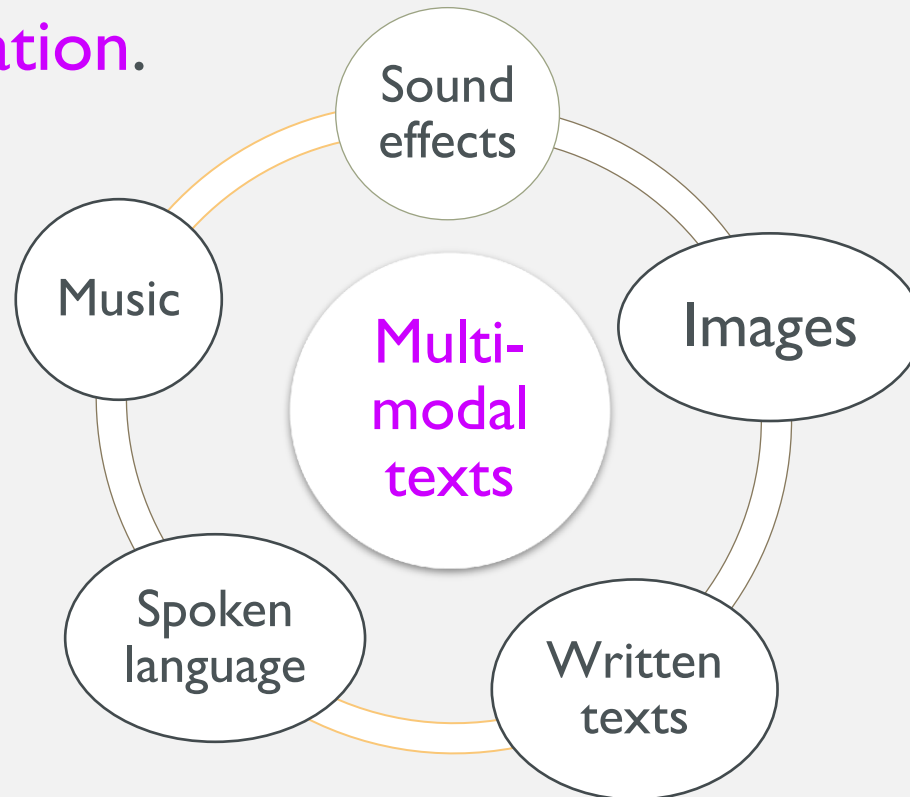 ation.
Sound
effects
Music
Images
Multi-
modal
texts
Spoken
language
Written
texts